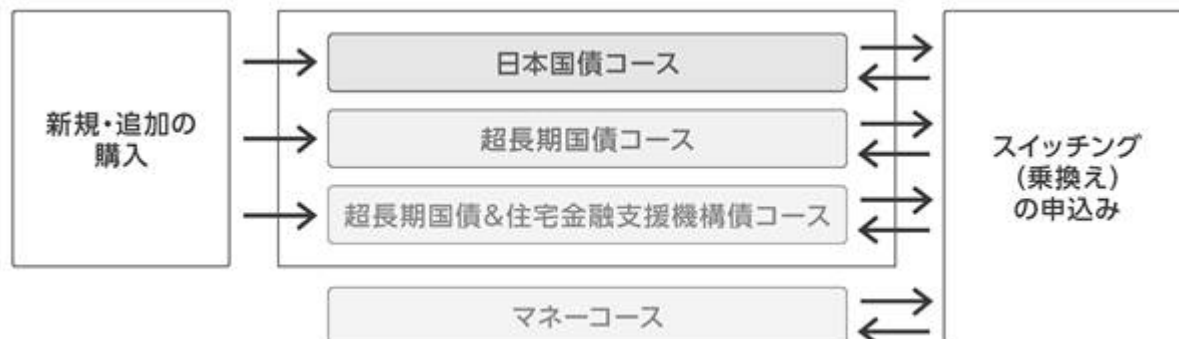 新規・追加の
購入
日本国債コース
超長期国債コース
超長期国債&住宅金融支援機構債コース
マネーコース
スイッチング
(乗換え)
の申込み